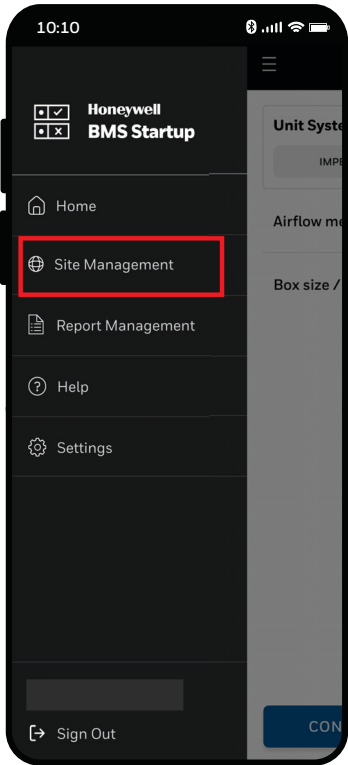 10:10
Honeywell
BMS Startup
Home
Site Management
Report Management
Help
Settings
Sign Out
Unit Syste
IMPE
Airflow me
Box size /
CON